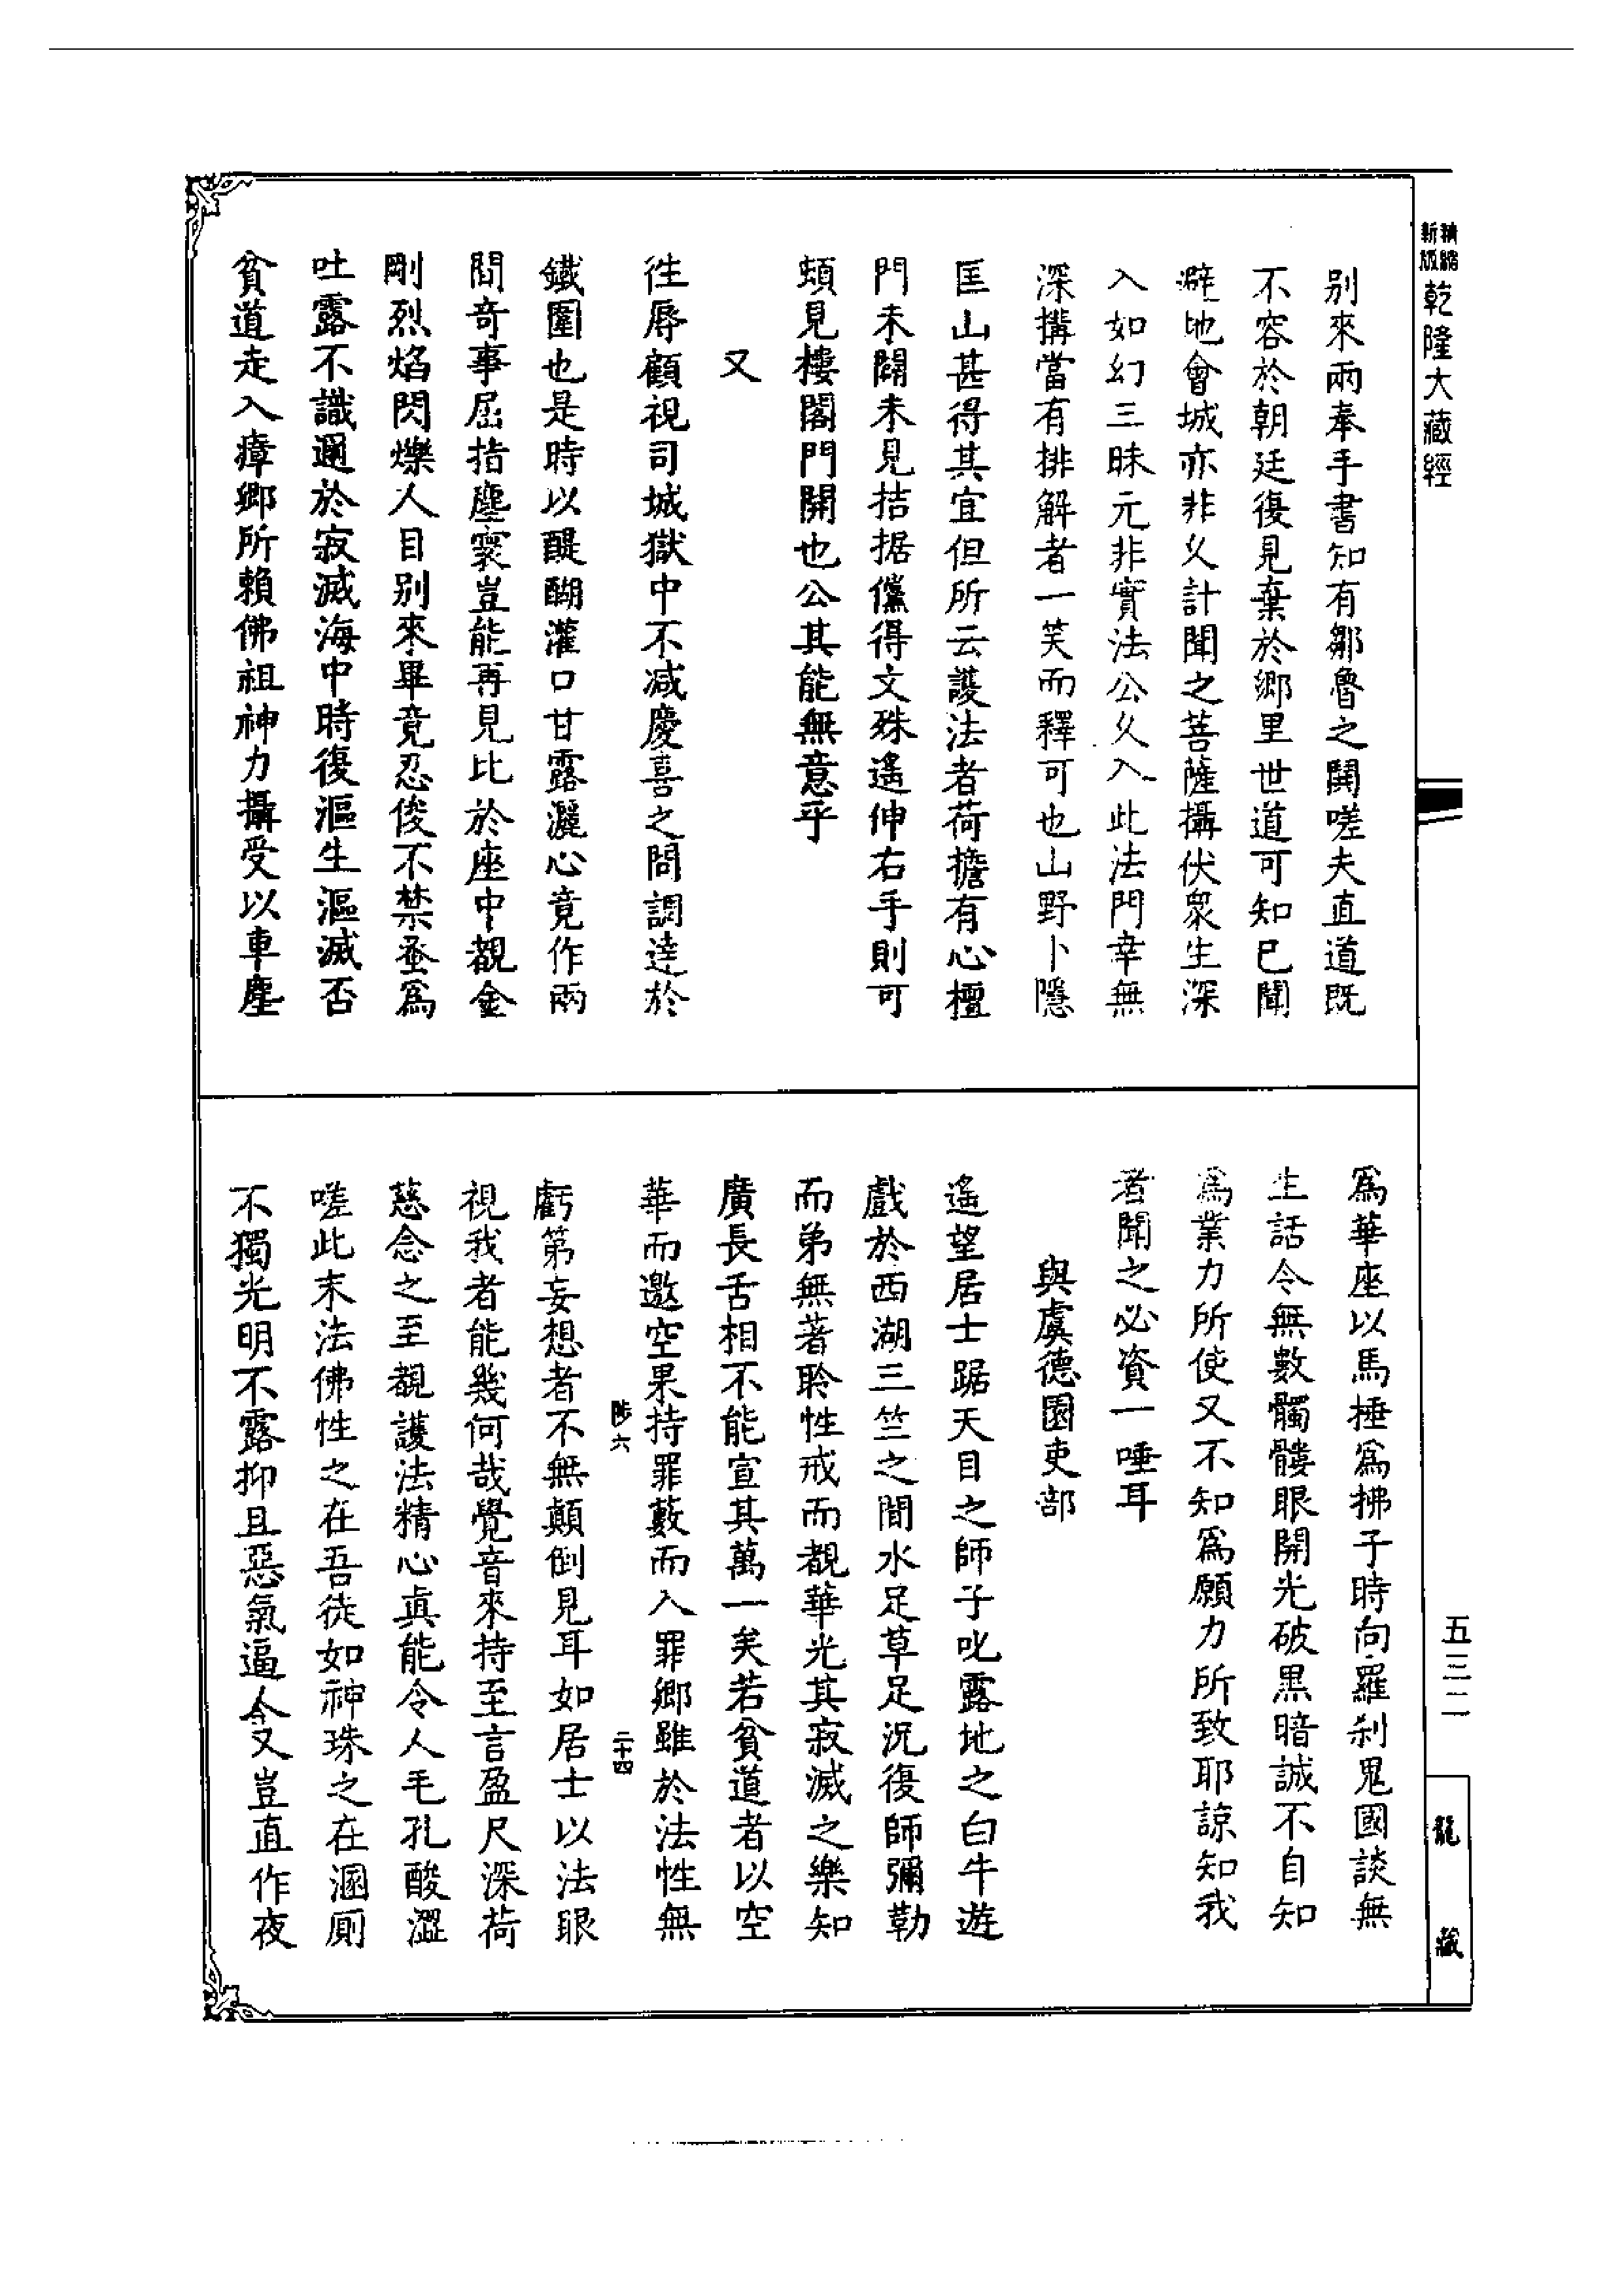 精縮新版 乾隆大藏經
別來兩奉手書知有鄒魯之鬨嗟夫直道既
不容於朝廷復見棄於鄉里世道可知已聞
避地會城亦非久計聞之菩薩攝伏眾生深
入如幻三昧元非實法公久入此法門幸無
深搆當有排解者一笑而釋可也山野卜隱
匡山甚得其宜但所云護法者荷擔有心檀
門未闢未見拮据儻得文殊遙伸右手則可
頓見樓閣門開也公其能無意乎
又
徃辱顧視司城獄中不減慶喜之問調達於
鐵圍也是時以醍醐灌口甘露灑心竟作兩
間奇事屈指塵寰豈能再見比於座中覩金
剛烈焰閃爍人目別來畢竟忍俊不禁蚤為
吐露不識邇於寂滅海中時復漚生漚滅否
貧道走入瘴鄉所賴佛祖神力攝受以車塵
為華座以馬捶為拂子時向羅剎鬼國談無
生話令無數髑髏眼開光破黑暗誠不自知
為業力所使又不知為願力所致耶諒知我
者聞之必資一唾耳
與虞德園吏部
遙望居士踞天目之師子叱露地之白牛遊
戲於西湖三竺之間水足草足況復師彌勒
而弟無著聆性戒而覩華光其寂滅之樂知
廣長舌相不能宣其萬一矣若貧道者以空
華而邀空果持罪藪而入罪鄉雖於法性無
陟六 二十四
虧第妄想者不無顛倒見耳如居士以法眼
視我者能幾何哉覺音來持至言盈尺深荷
慈念之至覩護法精心真能令人毛孔酸澀
嗟此末法佛性之在吾徒如神珠之在溷廁
不獨光明不露抑且惡氣逼人又豈直作夜
五三二
龍藏